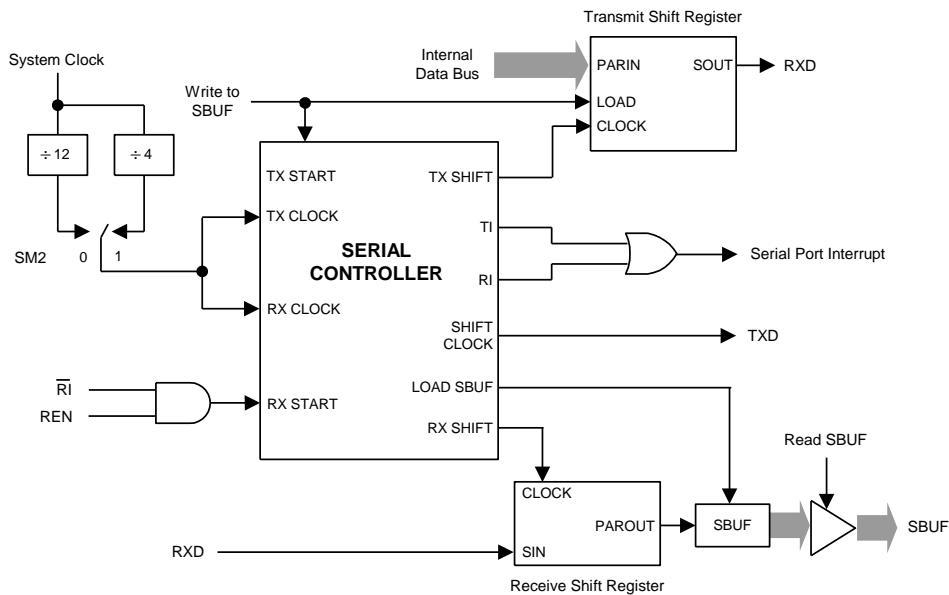 Transmit Shift Register
System Clock
Internal
Data Bus
PARIN
SOUT
RXD
Write to
SBUF
LOAD
CLOCK
÷ 12
÷ 4
TX START
TX SHIFT
TX CLOCK
TI
SERIAL
CONTROLLER
Serial Port Interrupt
SM2
0
1
RI
RX CLOCK
SHIFT
CLOCK
TXD
R̅I̅
REN
RX START
LOAD SBUF
RX SHIFT
Read SBUF
CLOCK
PAROUT
SBUF
SBUF
RXD
SIN
Receive Shift Register